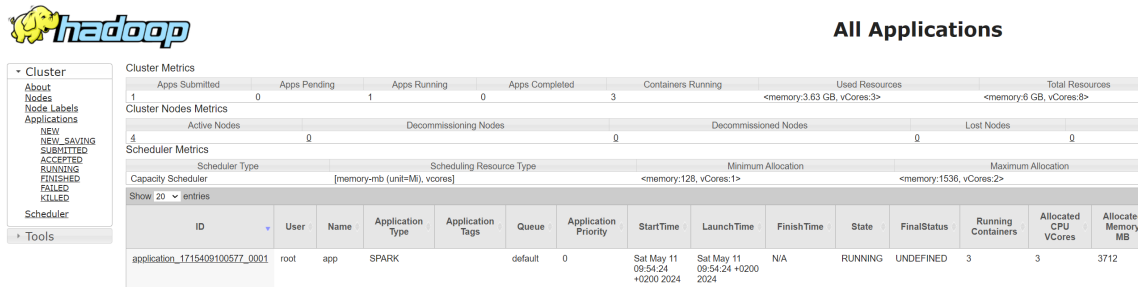 hadoop
All Applications
Cluster
About
Nodes
Node Labels
Applications
NEW
NEW_SAVING
SUBMITTED
ACCEPTED
RUNNING
FINISHED
FAILED
KILLED
Scheduler
Tools
Cluster Metrics
Apps Submitted Apps Pending Apps Running Apps Completed Containers Running Used Resources Total Resources
1 0 1 0 3 <memory:3.63 GB, vCores:3> <memory:6 GB, vCores:8>
Cluster Nodes Metrics
Active Nodes Decommissioning Nodes Decommissioned Nodes Lost Nodes
4 0 0 0 0
Scheduler Metrics
Scheduler Type Scheduling Resource Type Minimum Allocation Maximum Allocation
Capacity Scheduler [memory-mb (unit=Mi), vcores] <memory:128, vCores:1> <memory:1536, vCores:2>
Show 20 entries
ID User Name Application Type Application Tags Queue Application Priority StartTime LaunchTime FinishTime State FinalStatus Running Containers Allocated CPU VCores Allocate Memory MB
application_1715409100577_0001 root app SPARK default 0 Sat May 11 09:54:24 +0200 2024 Sat May 11 09:54:24 +0200 2024 N/A RUNNING UNDEFINED 3 3 3712